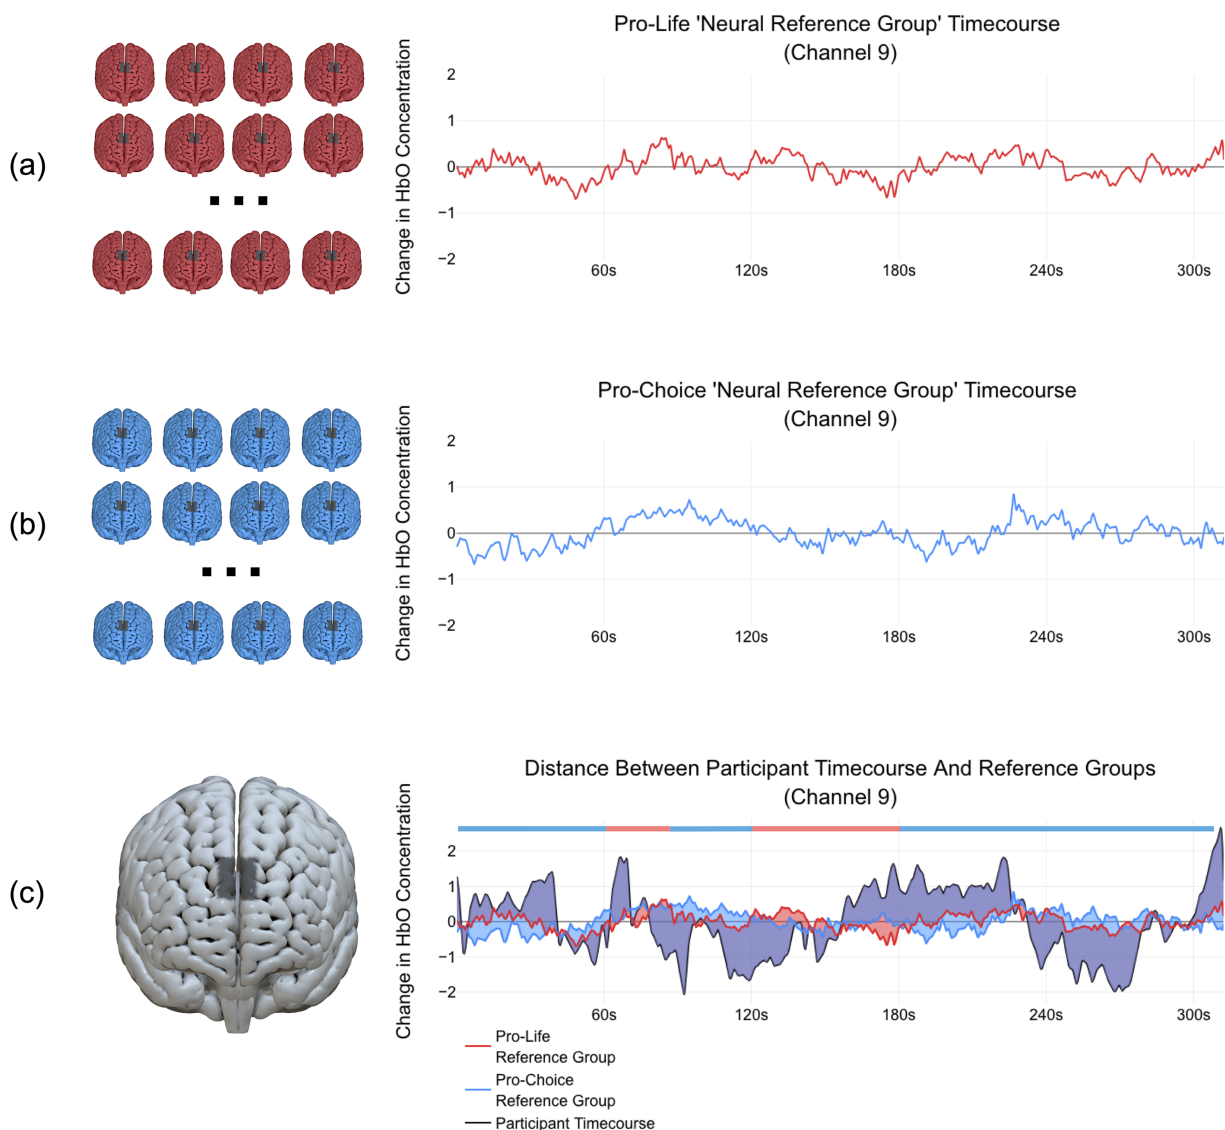 (a)
Pro-Life 'Neural Reference Group' Timecourse
(Channel 9)
Change in HbO Concentration
2
1
0
−1
−2
60s
120s
180s
240s
300s
(b)
Pro-Choice 'Neural Reference Group' Timecourse
(Channel 9)
Change in HbO Concentration
2
1
0
−1
−2
60s
120s
180s
240s
300s
(c)
Distance Between Participant Timecourse And Reference Groups
(Channel 9)
Change in HbO Concentration
2
1
0
−1
−2
60s
120s
180s
240s
300s
Pro-Life
Reference Group
Pro-Choice
Reference Group
Participant Timecourse